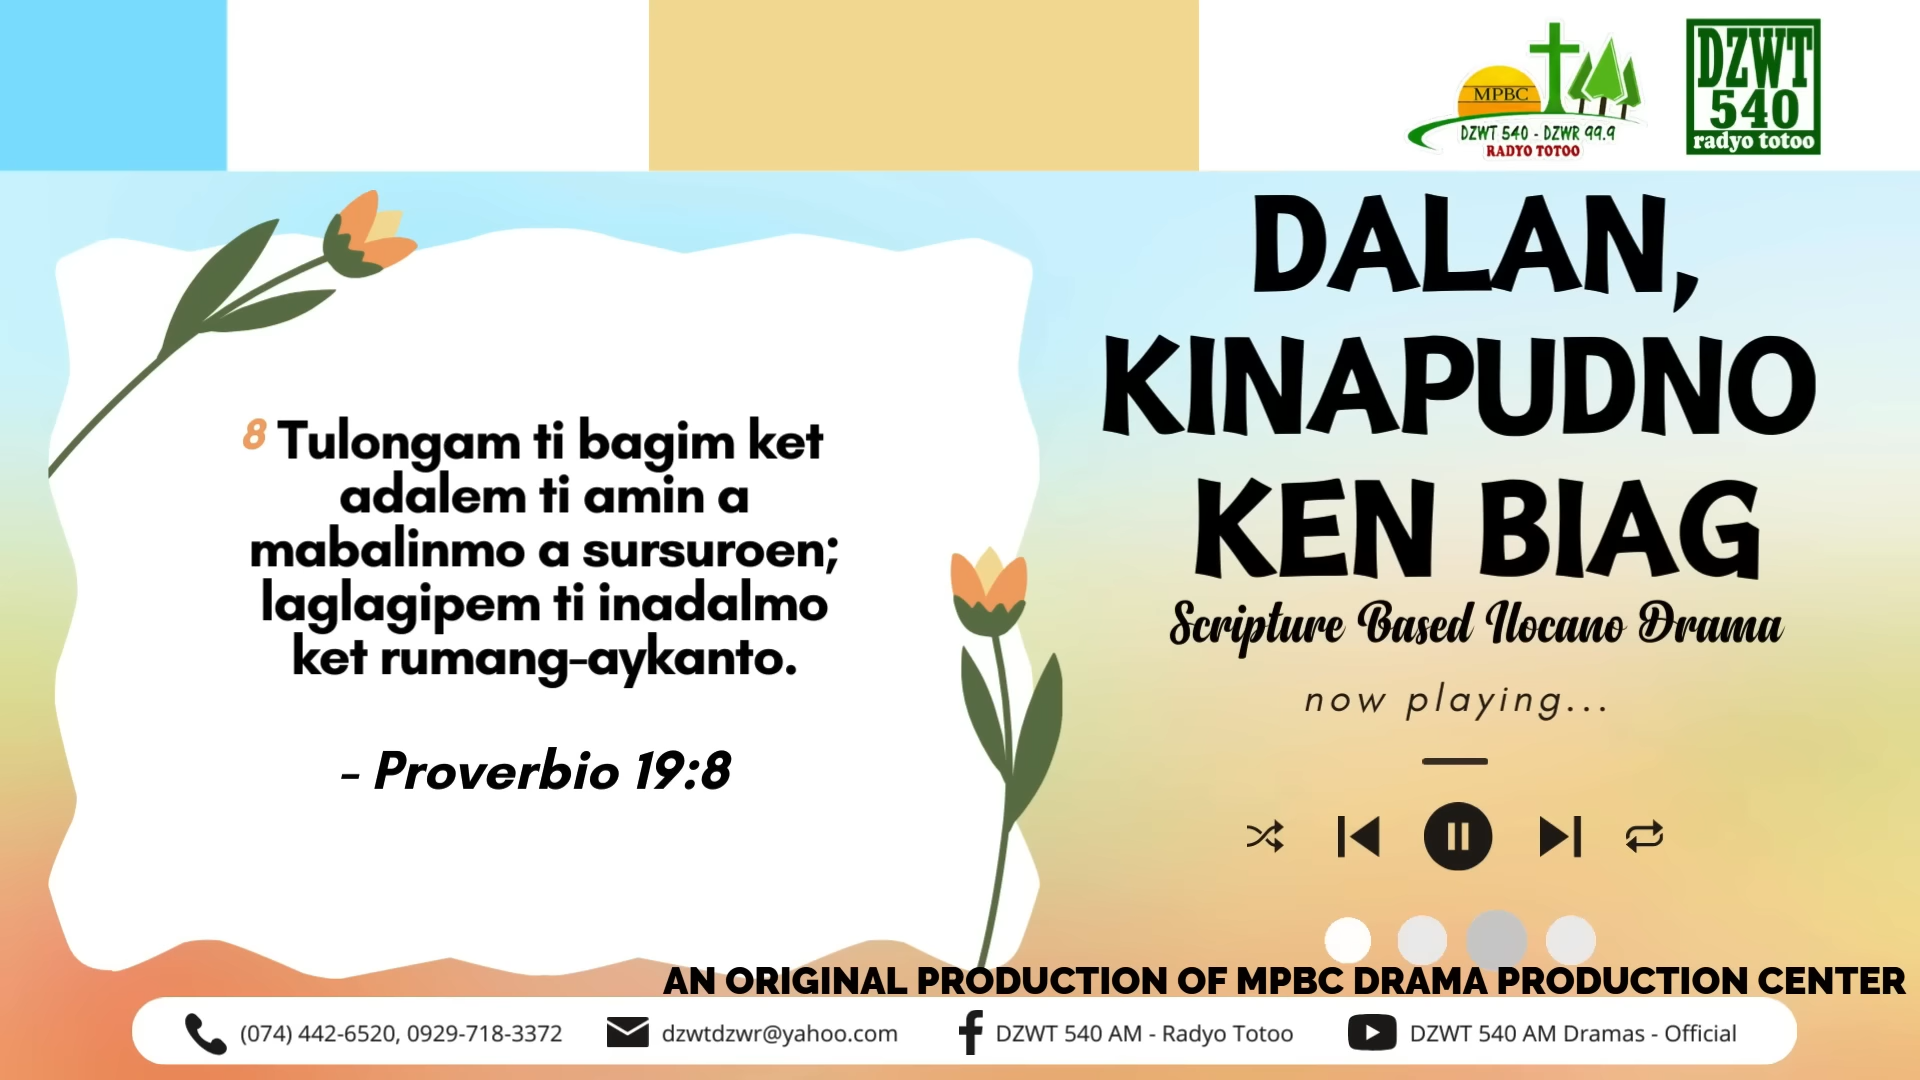 MPBC
DZWT 540 - DZWR 99.9
RADYO TOTOO
DZWT
540
radyo totoo
8 Tulongam ti bagim ket
adalem ti amin a
mabalinmo a sursuroen;
laglagipem ti inadalmo
ket rumang-aykanto.
- Proverbio 19:8
DALAN,
KINAPUDNO
KEN BIAG
Scripture Based Ilocano Drama
now playing...
AN ORIGINAL PRODUCTION OF MPBC DRAMA PRODUCTION CENTER
(074) 442-6520, 0929-718-3372
dzwtdzwr@yahoo.com
DZWT 540 AM - Radyo Totoo
DZWT 540 AM Dramas - Official